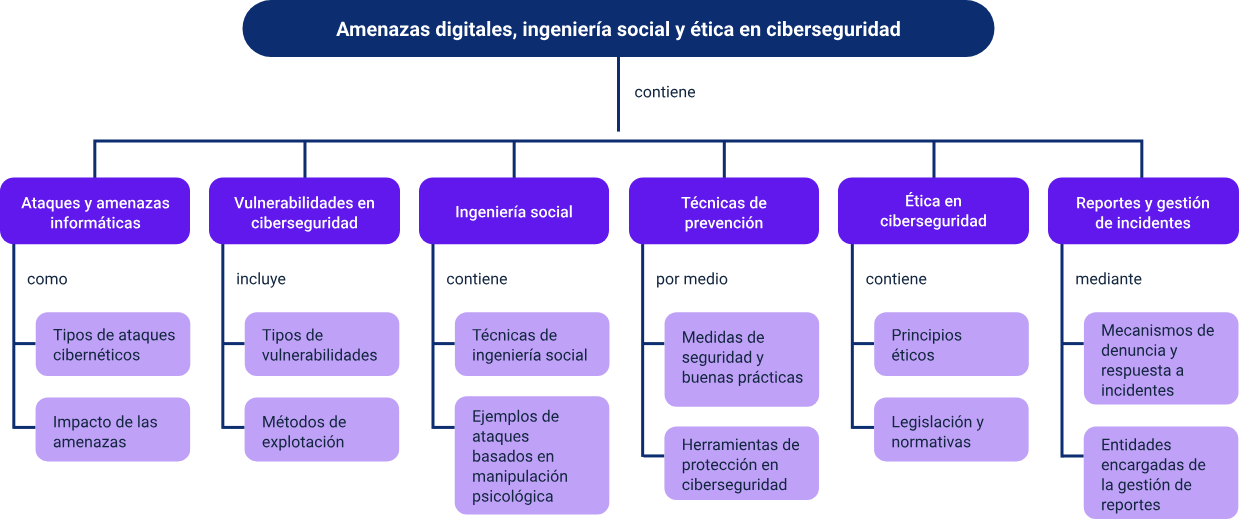 Amenazas digitales, ingeniería social y ética en ciberseguridad
contiene
Ataques y amenazas
informáticas
Vulnerabilidades en
ciberseguridad
Ingeniería social
Técnicas de
prevención
Ética en
ciberseguridad
Reportes y gestión
de incidentes
como
incluye
contiene
por medio
contiene
mediante
Tipos de ataques
cibernéticos
Tipos de
vulnerabilidades
Técnicas de
ingeniería social
Medidas de
seguridad y
buenas prácticas
Principios
éticos
Mecanismos de
denuncia y
respuesta a
incidentes
Impacto de las
amenazas
Métodos de
explotación
Ejemplos de
ataques
basados en
manipulación
psicológica
Herramientas de
protección en
ciberseguridad
Legislación y
normativas
Entidades
encargadas de
la gestión de
reportes